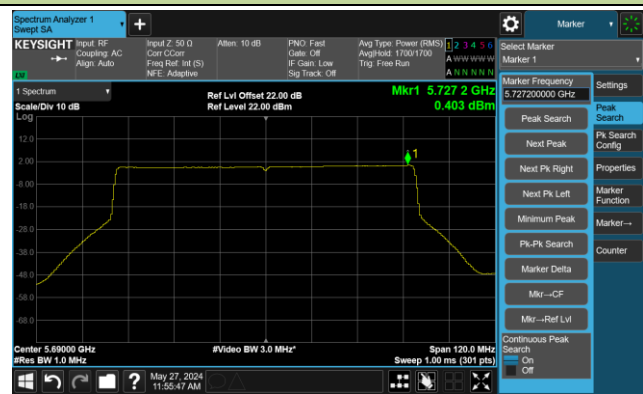 Spectrum Analyzer 1
Swept SA
+
Marker
KEYSIGHT
Input: RF
Coupling: AC
Align: Auto
Input Z: 50 Ω
Corr CCorr
Freq Ref: Int (S)
NFE: Adaptive
Atten: 10 dB
PNO: Fast
Gate: Off
IF Gain: Low
Sig Track: Off
Avg Type: Power (RMS)
Avg|Hold: 1700/1700
Trig: Free Run
1 2 3 4 5 6
A W W W W W
A N N N N N
LW
Select Marker
Marker 1
1 Spectrum
Scale/Div 10 dB
Log
Ref Lvl Offset 22.00 dB
Ref Level 22.00 dBm
Mkr1 5.727 2 GHz
0.403 dBm
12.0
2.00
-8.00
-18.0
-28.0
-38.0
-48.0
-58.0
-68.0
1
Center 5.69000 GHz
#Res BW 1.0 MHz
#Video BW 3.0 MHz*
Span 120.0 MHz
Sweep 1.00 ms (301 pts)
Marker Frequency
5.727200000 GHz
Peak Search
Next Peak
Next Pk Right
Next Pk Left
Minimum Peak
Pk-Pk Search
Marker Delta
Mkr→CF
Mkr→Ref Lvl
Continuous Peak
Search
On
Off
Settings
Peak
Search
Pk Search
Config
Properties
Marker
Function
Marker→
Counter
?
May 27, 2024
11:55:47 AM